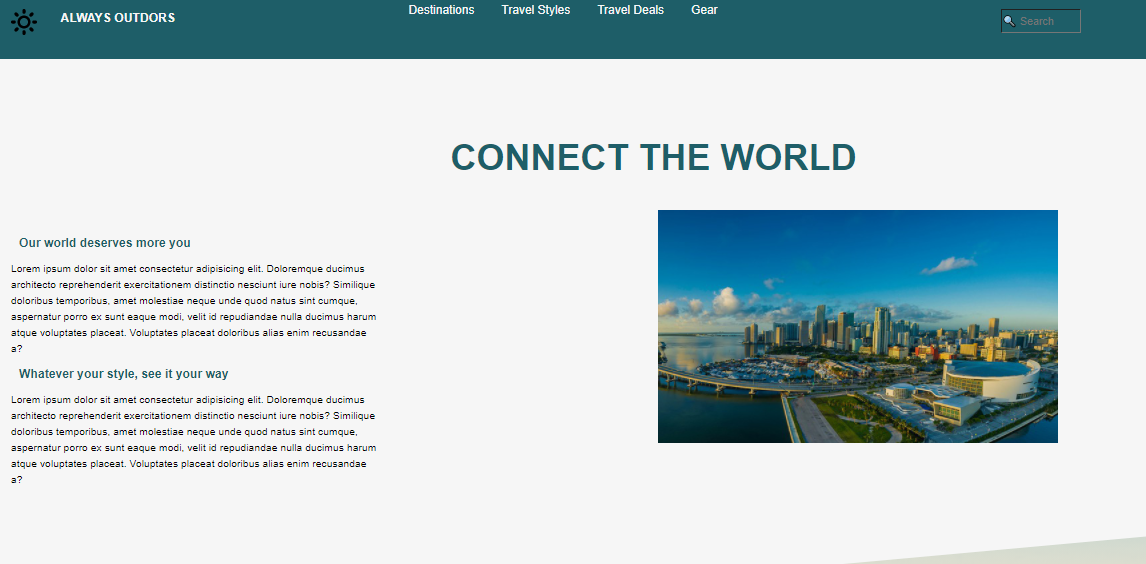 ALWAYS OUTDORS
Destinations Travel Styles Travel Deals Gear
Search
CONNECT THE WORLD
Our world deserves more you
Lorem ipsum dolor sit amet consectetur adipisicing elit. Doloremque ducimus
architecto reprehenderit exercitationem distinctio nesciunt iure nobis? Similique
doloribus temporibus, amet molestiae neque unde quod natus sint cumque,
aspernatur porro ex sunt eaque modi, velit id repudiandae nulla ducimus harum
atque voluptates placeat. Voluptates placeat doloribus alias enim recusandae
a?
Whatever your style, see it your way
Lorem ipsum dolor sit amet consectetur adipisicing elit. Doloremque ducimus
architecto reprehenderit exercitationem distinctio nesciunt iure nobis? Similique
doloribus temporibus, amet molestiae neque unde quod natus sint cumque,
aspernatur porro ex sunt eaque modi, velit id repudiandae nulla ducimus harum
atque voluptates placeat. Voluptates placeat doloribus alias enim recusandae
a?